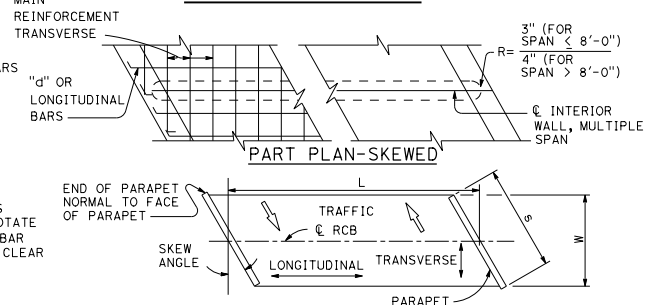 MAIN
REINFORCEMENT
TRANSVERSE
ARS
"d" OR
LONGITUDINAL
BARS
R=
3" (FOR
SPAN ≤ 8'-0")
4" (FOR
SPAN > 8'-0")
℄ INTERIOR
WALL, MULTIPLE
SPAN
PART PLAN-SKEWED
END OF PARAPET
NORMAL TO FACE
OF PARAPET
L
TRAFFIC
℄ RCB
S
W
S
OTATE
BAR
CLEAR
SKEW
ANGLE
LONGITUDINAL
TRANSVERSE
PARAPET